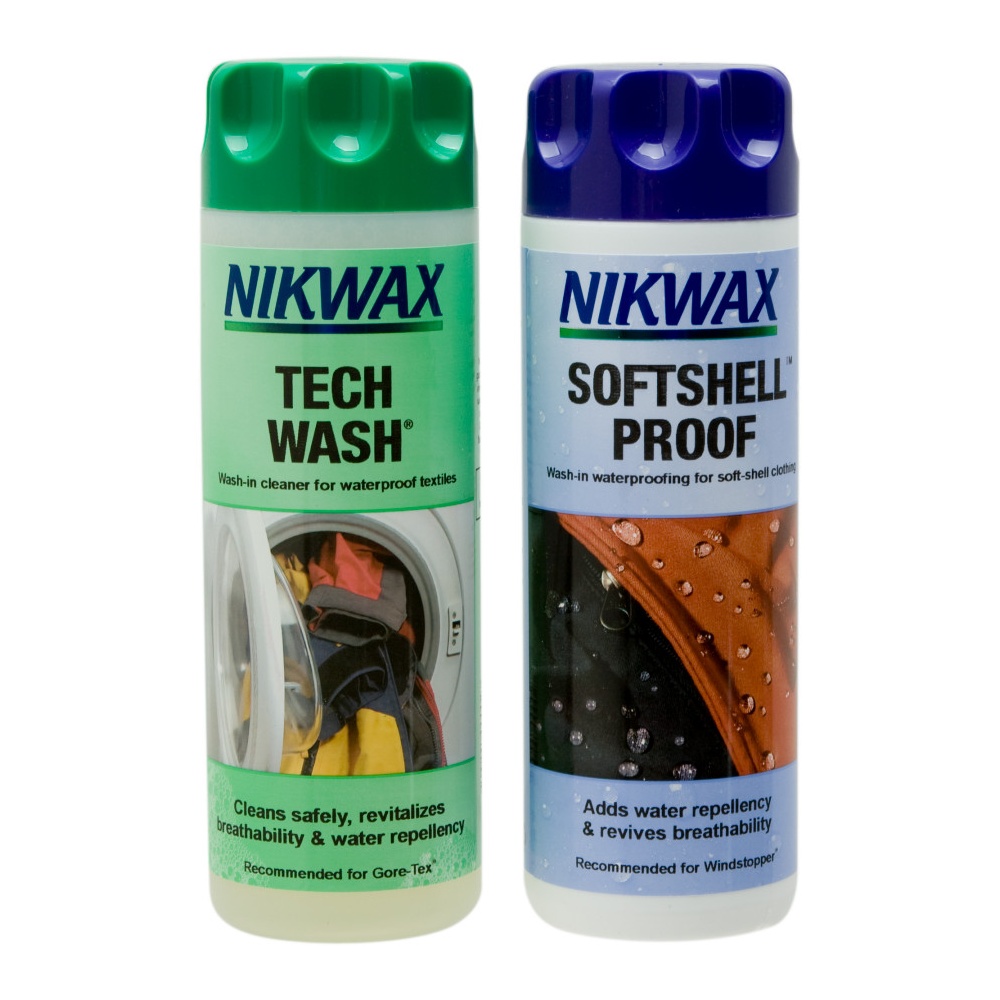 NIKWAX
TECH
WASH®
Wash-in cleaner for waterproof textiles
Cleans safely, revitalizes
breathability & water repellency
Recommended for Gore-Tex®
NIKWAX
SOFTSHELL™
PROOF
Wash-in waterproofing for soft-shell clothing
Adds water repellency
& revives breathability
Recommended for Windstopper®